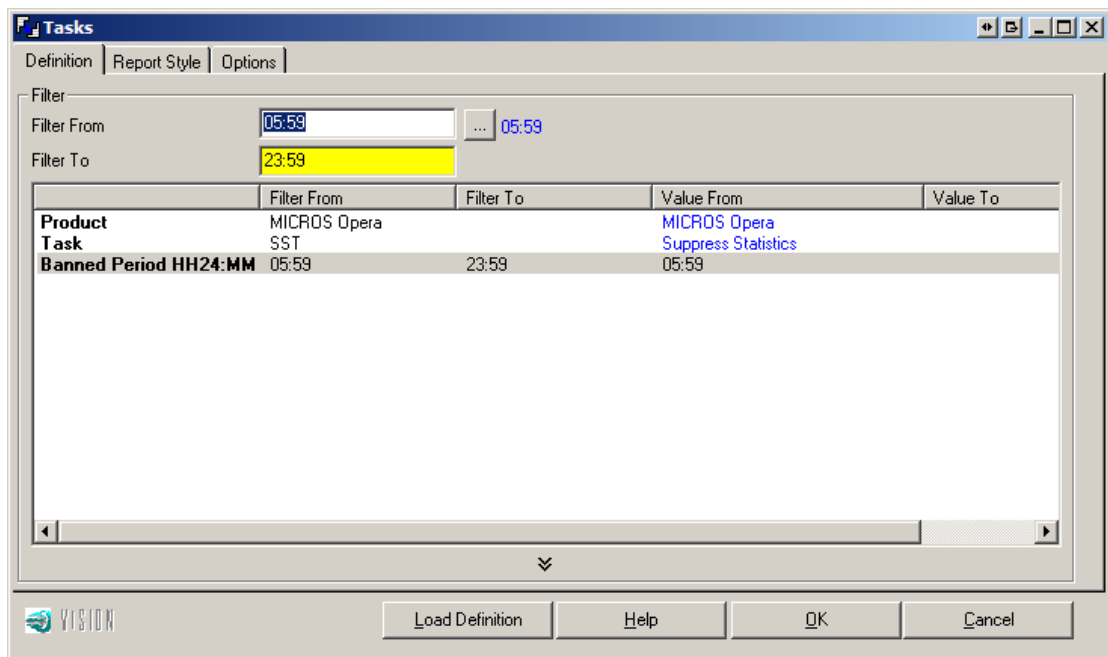 Tasks
Definition Report Style Options
Filter
Filter From 05:59 ... 05:59
Filter To 23:59
Filter From Filter To Value From Value To
Product MICROS Opera MICROS Opera
Task SST Suppress Statistics
Banned Period HH24:MM 05:59 23:59 05:59
VISION Load Definition Help OK Cancel